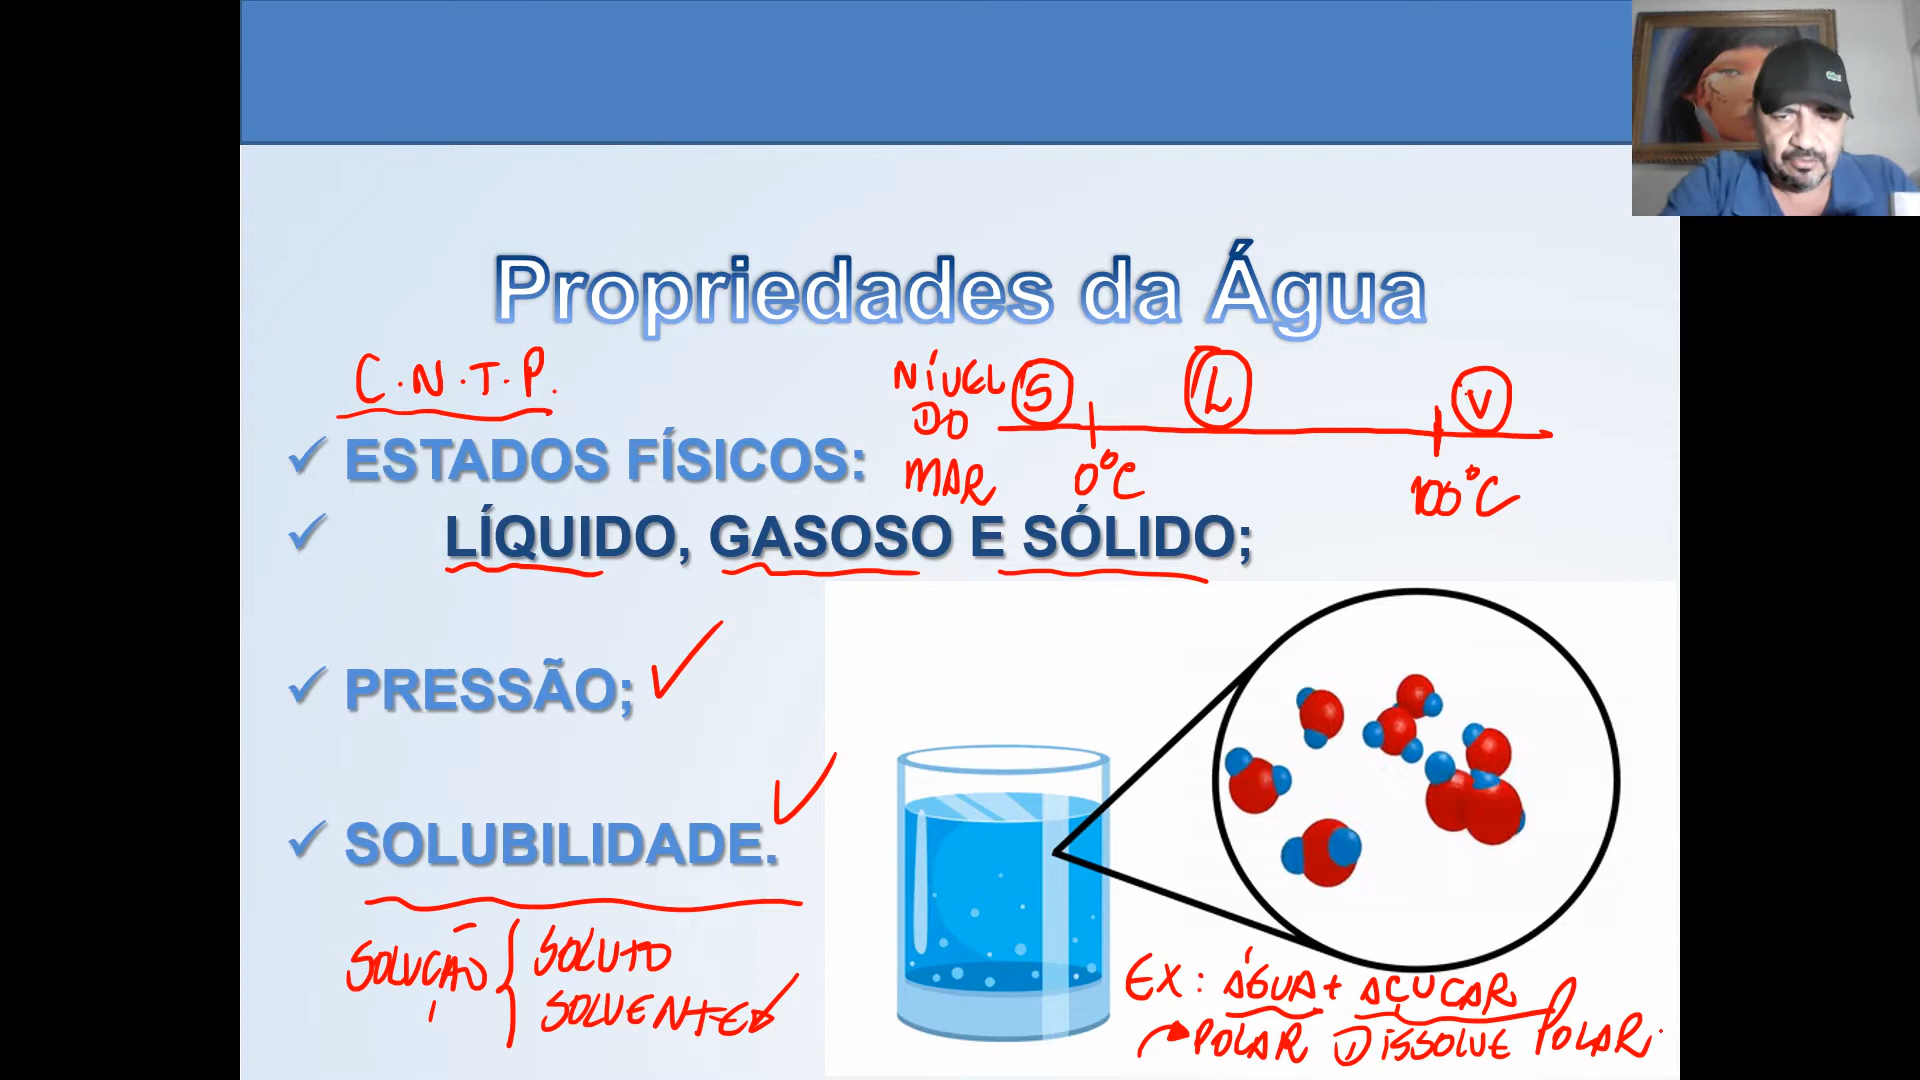 Propriedades da Água
C.N.T.P.
NÍVEL
DO
MAR
S
L
V
0°C
100°C
ESTADOS FÍSICOS:
LÍQUIDO, GASOSO E SÓLIDO;
PRESSÃO;
SOLUBILIDADE.
SOLUÇÃO
SOLUTO
SOLVENTE
EX: ÁGUA + AÇUCAR
POLAR DISSOLVE POLAR.